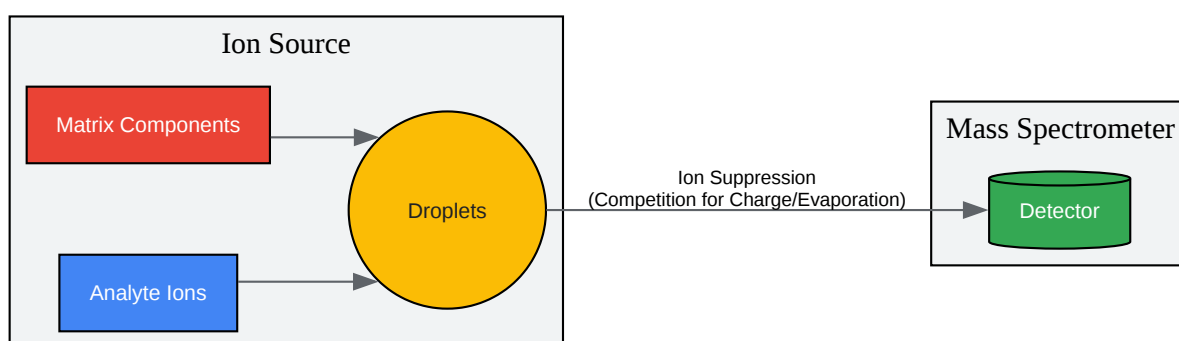 Ion Source
Matrix Components
Analyte Ions
Droplets
Ion Suppression
(Competition for Charge/Evaporation)
Mass Spectrometer
Detector